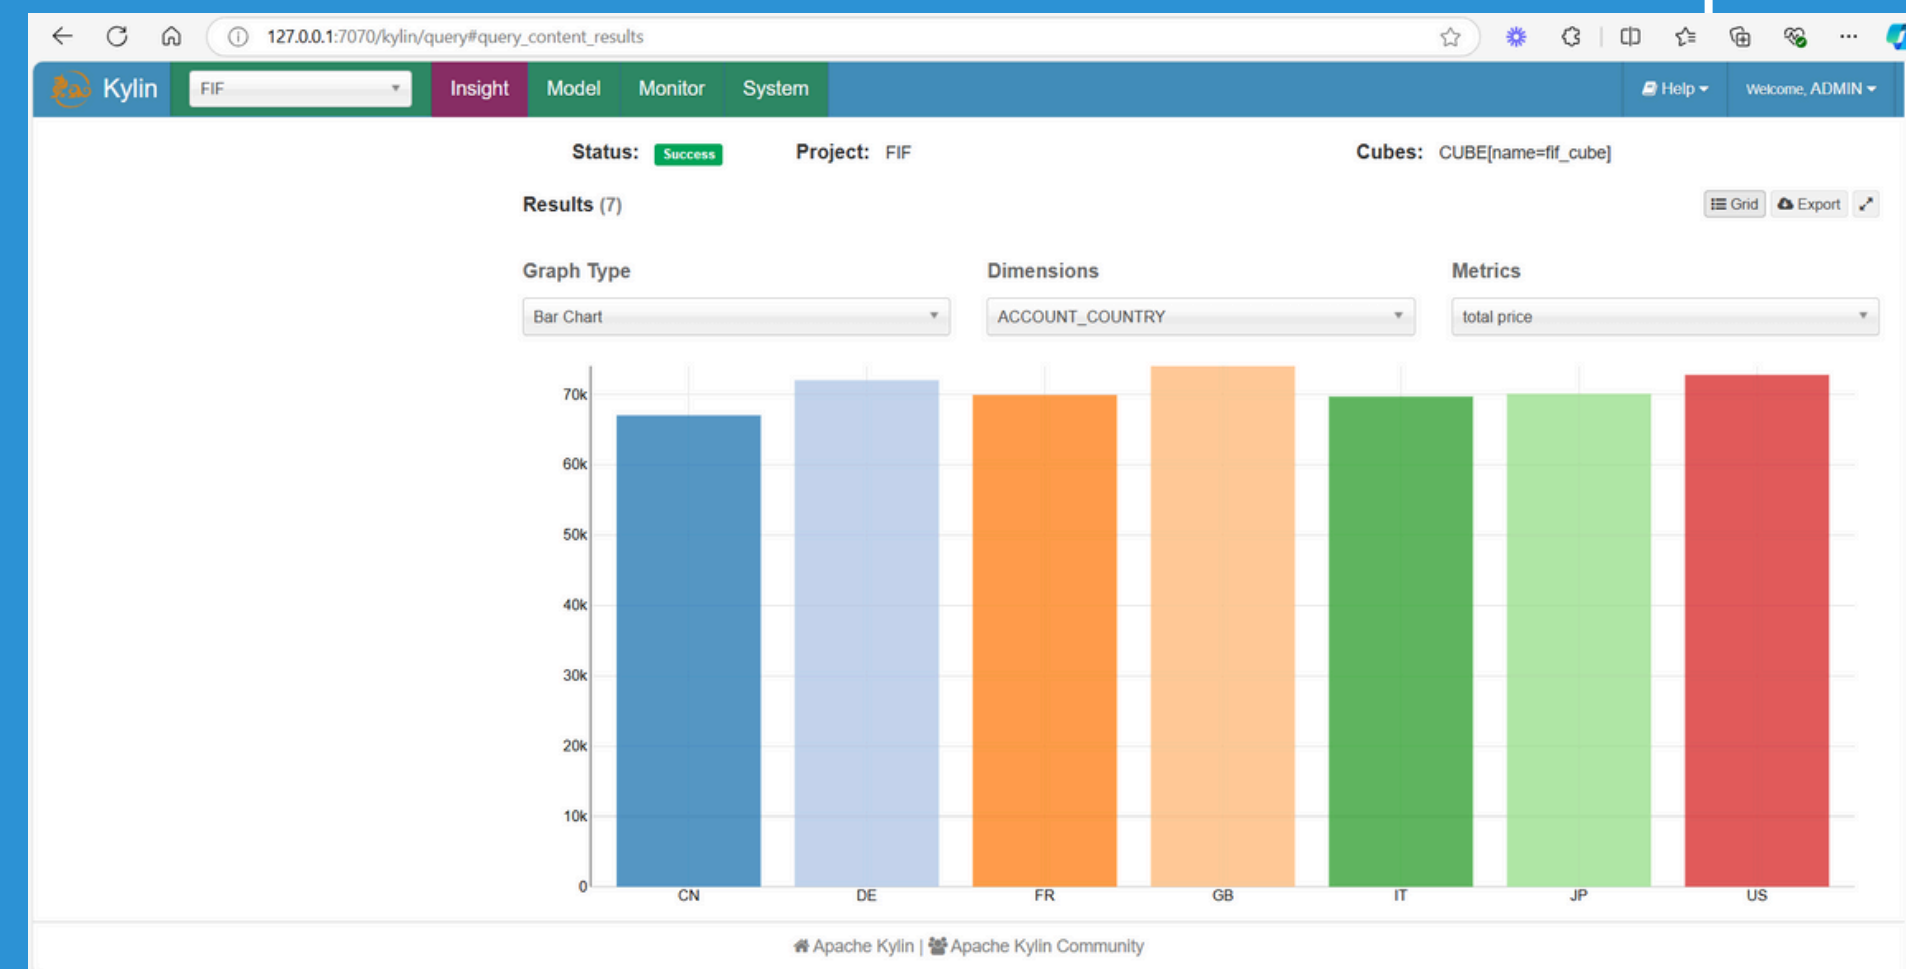 127.0.0.1:7070/kylin/query#query_content_results
Kylin FIF Insight Model Monitor System Help Welcome, ADMIN
Status: Success Project: FIF Cubes: CUBE[name=fif_cube]
Results (7) Grid Export
Graph Type Dimensions Metrics
Bar Chart ACCOUNT_COUNTRY total price
70k
60k
50k
40k
30k
20k
10k
0
CN DE FR GB IT JP US
Apache Kylin | Apache Kylin Community